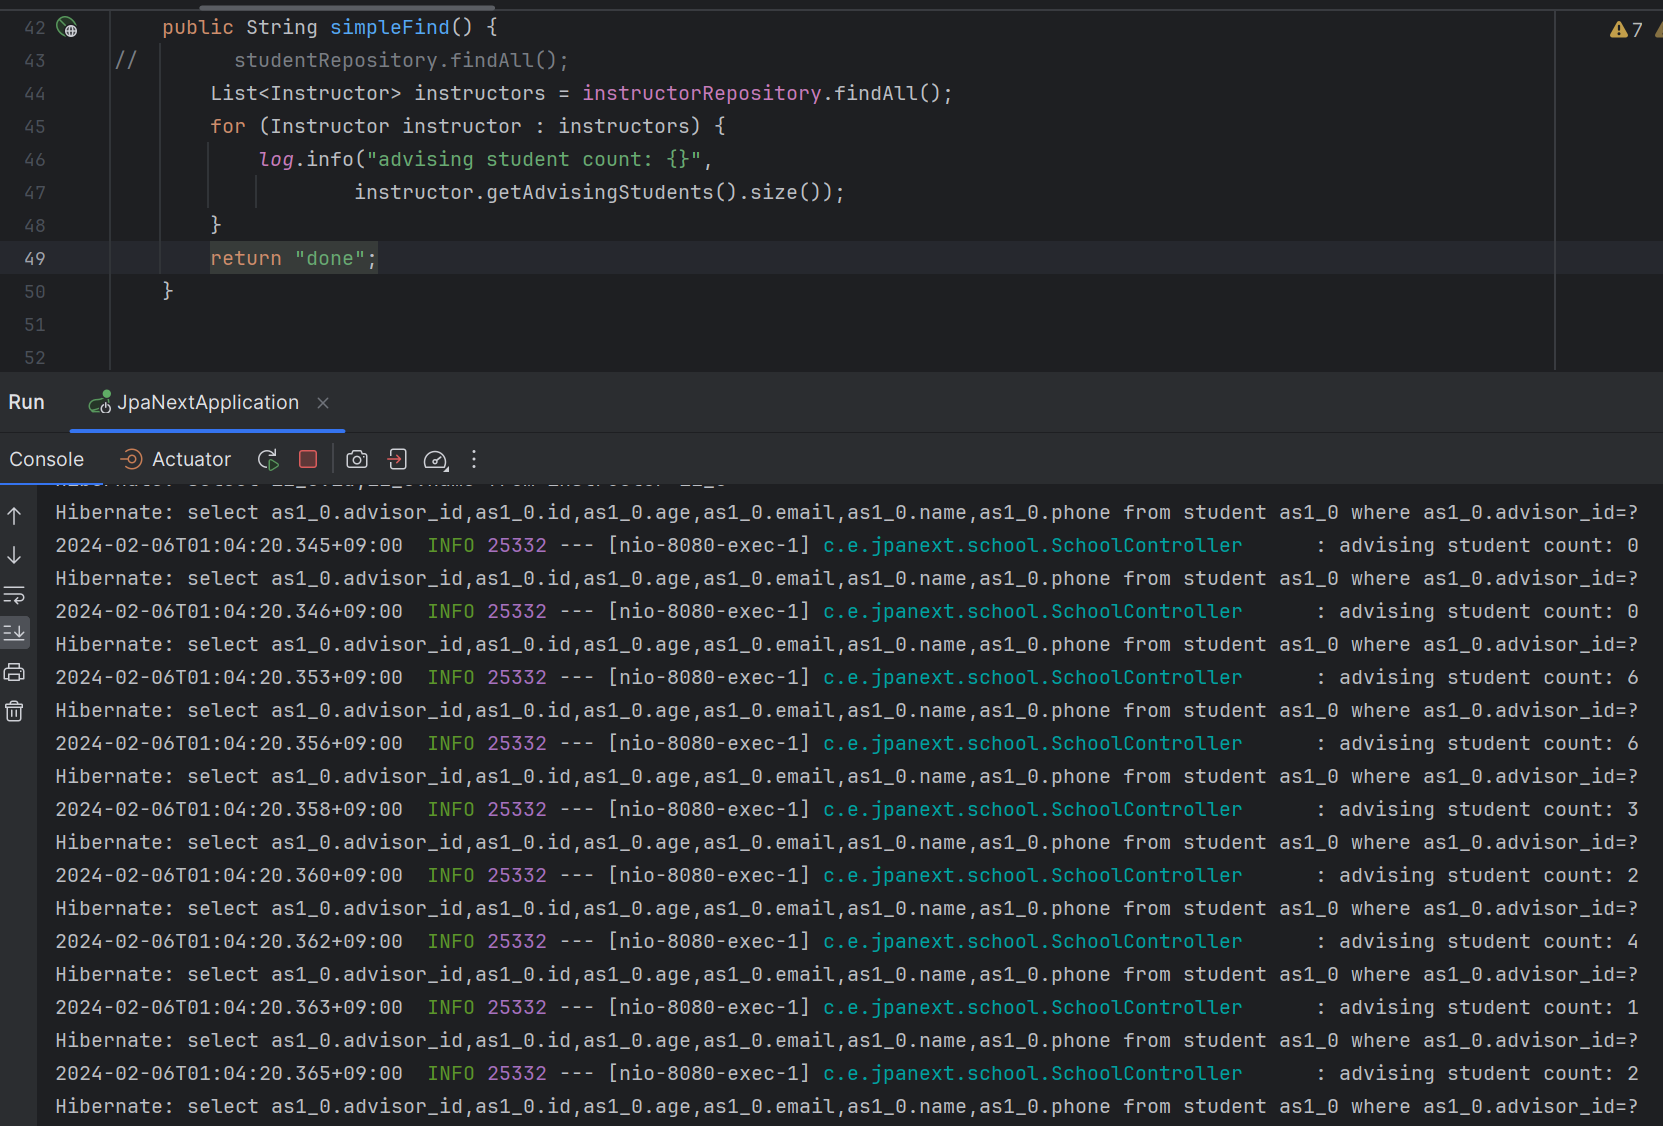 42 public String simpleFind() {
43 // studentRepository.findAll();
44 List<Instructor> instructors = instructorRepository.findAll();
45 for (Instructor instructor : instructors) {
46 log.info("advising student count: {}",
47 instructor.getAdvisingStudents().size());
48 }
49 return "done";
50 }
51
52
7
Run JpaNextApplication
Console Actuator
Hibernate: select as1_0.advisor_id,as1_0.id,as1_0.age,as1_0.email,as1_0.name,as1_0.phone from student as1_0 where as1_0.advisor_id=?
2024-02-06T01:04:20.345+09:00 INFO 25332 --- [nio-8080-exec-1] c.e.jpanext.school.SchoolController : advising student count: 0
Hibernate: select as1_0.advisor_id,as1_0.id,as1_0.age,as1_0.email,as1_0.name,as1_0.phone from student as1_0 where as1_0.advisor_id=?
2024-02-06T01:04:20.346+09:00 INFO 25332 --- [nio-8080-exec-1] c.e.jpanext.school.SchoolController : advising student count: 0
Hibernate: select as1_0.advisor_id,as1_0.id,as1_0.age,as1_0.email,as1_0.name,as1_0.phone from student as1_0 where as1_0.advisor_id=?
2024-02-06T01:04:20.353+09:00 INFO 25332 --- [nio-8080-exec-1] c.e.jpanext.school.SchoolController : advising student count: 6
Hibernate: select as1_0.advisor_id,as1_0.id,as1_0.age,as1_0.email,as1_0.name,as1_0.phone from student as1_0 where as1_0.advisor_id=?
2024-02-06T01:04:20.356+09:00 INFO 25332 --- [nio-8080-exec-1] c.e.jpanext.school.SchoolController : advising student count: 6
Hibernate: select as1_0.advisor_id,as1_0.id,as1_0.age,as1_0.email,as1_0.name,as1_0.phone from student as1_0 where as1_0.advisor_id=?
2024-02-06T01:04:20.358+09:00 INFO 25332 --- [nio-8080-exec-1] c.e.jpanext.school.SchoolController : advising student count: 3
Hibernate: select as1_0.advisor_id,as1_0.id,as1_0.age,as1_0.email,as1_0.name,as1_0.phone from student as1_0 where as1_0.advisor_id=?
2024-02-06T01:04:20.360+09:00 INFO 25332 --- [nio-8080-exec-1] c.e.jpanext.school.SchoolController : advising student count: 2
Hibernate: select as1_0.advisor_id,as1_0.id,as1_0.age,as1_0.email,as1_0.name,as1_0.phone from student as1_0 where as1_0.advisor_id=?
2024-02-06T01:04:20.362+09:00 INFO 25332 --- [nio-8080-exec-1] c.e.jpanext.school.SchoolController : advising student count: 4
Hibernate: select as1_0.advisor_id,as1_0.id,as1_0.age,as1_0.email,as1_0.name,as1_0.phone from student as1_0 where as1_0.advisor_id=?
2024-02-06T01:04:20.363+09:00 INFO 25332 --- [nio-8080-exec-1] c.e.jpanext.school.SchoolController : advising student count: 1
Hibernate: select as1_0.advisor_id,as1_0.id,as1_0.age,as1_0.email,as1_0.name,as1_0.phone from student as1_0 where as1_0.advisor_id=?
2024-02-06T01:04:20.365+09:00 INFO 25332 --- [nio-8080-exec-1] c.e.jpanext.school.SchoolController : advising student count: 2
Hibernate: select as1_0.advisor_id,as1_0.id,as1_0.age,as1_0.email,as1_0.name,as1_0.phone from student as1_0 where as1_0.advisor_id=?